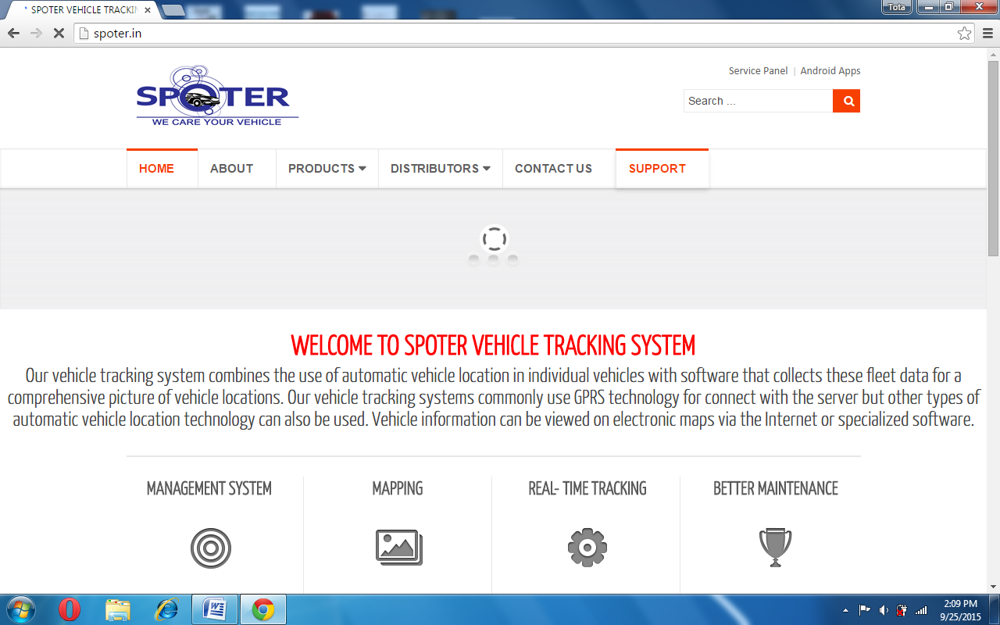 SPOTER VEHICLE TRACKIN
Tota
spoter.in
SPOTER
WE CARE YOUR VEHICLE
Service Panel | Android Apps
Search ...
HOME
ABOUT
PRODUCTS
DISTRIBUTORS
CONTACT US
SUPPORT
WELCOME TO SPOTER VEHICLE TRACKING SYSTEM
Our vehicle tracking system combines the use of automatic vehicle location in individual vehicles with software that collects these fleet data for a
comprehensive picture of vehicle locations. Our vehicle tracking systems commonly use GPRS technology for connect with the server but other types of
automatic vehicle location technology can also be used. Vehicle information can be viewed on electronic maps via the Internet or specialized software.
MANAGEMENT SYSTEM
MAPPING
REAL- TIME TRACKING
BETTER MAINTENANCE
2:09 PM
9/25/2015